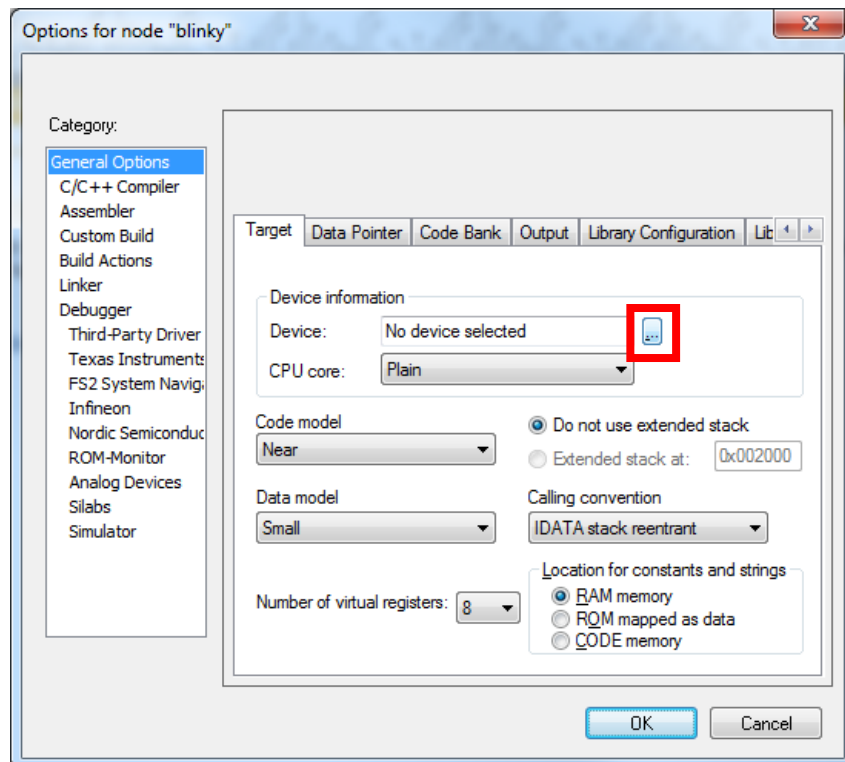 Options for node "blinky"
Category:
General Options
C/C++ Compiler
Assembler
Custom Build
Build Actions
Linker
Debugger
Third-Party Driver
Texas Instruments
FS2 System Naviga
Infineon
Nordic Semiconduc
ROM-Monitor
Analog Devices
Silabs
Simulator
Target Data Pointer Code Bank Output Library Configuration Lib
Device information
Device: No device selected ...
CPU core: Plain
Code model
Near
Do not use extended stack
Extended stack at: 0x002000
Data model
Small
Calling convention
IDATA stack reentrant
Number of virtual registers: 8
Location for constants and strings
RAM memory
ROM mapped as data
CODE memory
OK Cancel